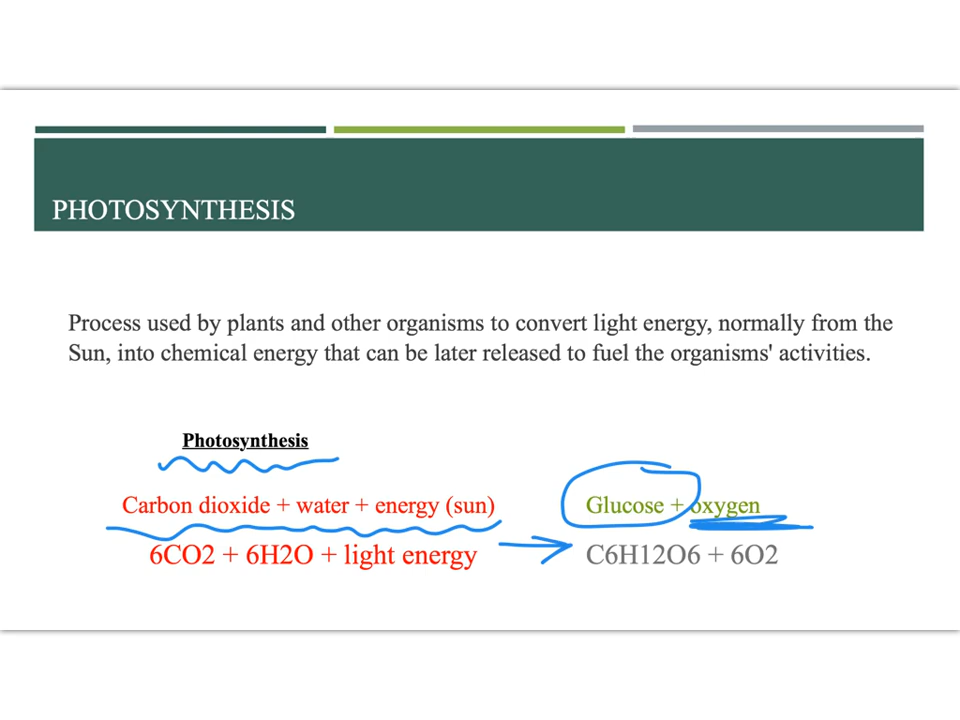 PHOTOSYNTHESIS
Process used by plants and other organisms to convert light energy, normally from the
Sun, into chemical energy that can be later released to fuel the organisms' activities.
Photosynthesis
Carbon dioxide + water + energy (sun) Glucose + oxygen
6CO2 + 6H2O + light energy C6H12O6 + 6O2